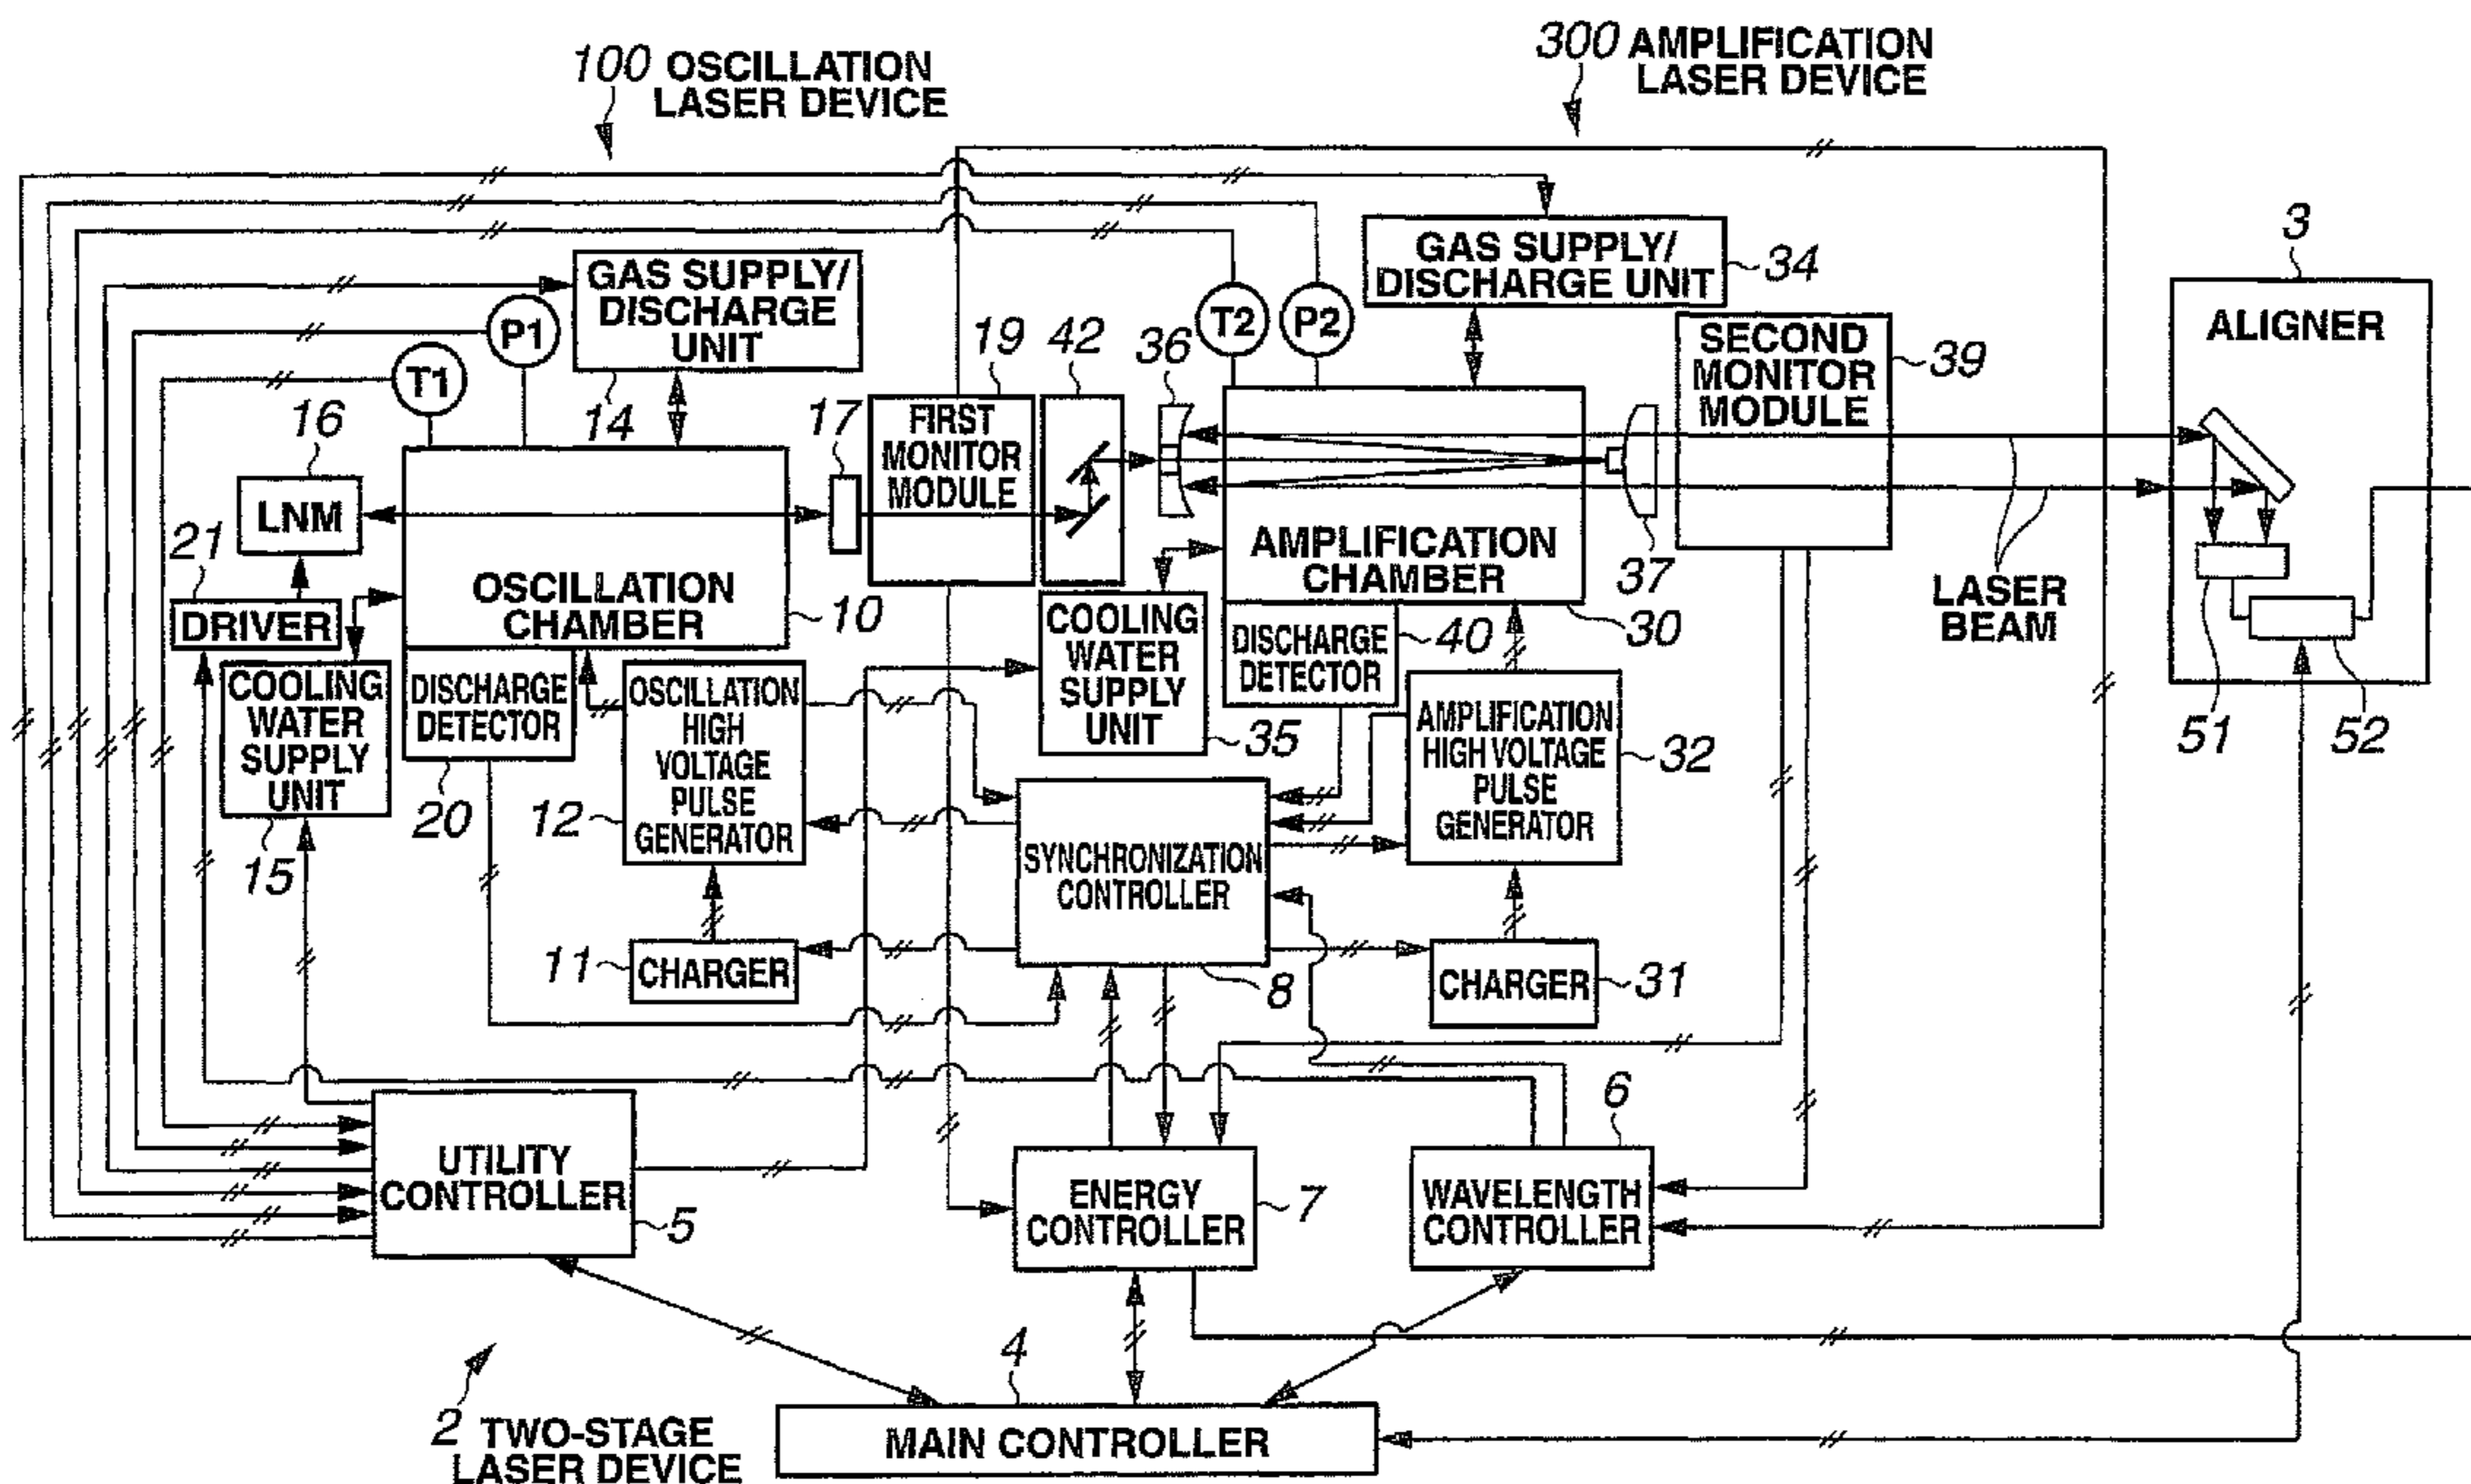 100 OSCILLATION
LASER DEVICE
300 AMPLIFICATION
LASER DEVICE
GAS SUPPLY/
DISCHARGE
UNIT
14
P1
T1
16
LNM
21
DRIVER
OSCILLATION
CHAMBER
10
17
19
FIRST
MONITOR
MODULE
42
36
T2
P2
GAS SUPPLY/
DISCHARGE UNIT
34
AMPLIFICATION
CHAMBER
30
37
SECOND
MONITOR
MODULE
39
LASER
BEAM
3
ALIGNER
51
52
COOLING
WATER
SUPPLY
UNIT
15
DISCHARGE
DETECTOR
20
OSCILLATION
HIGH
VOLTAGE
PULSE
GENERATOR
12
CHARGER
11
COOLING
WATER
SUPPLY
UNIT
35
DISCHARGE
DETECTOR
40
AMPLIFICATION
HIGH VOLTAGE
PULSE
GENERATOR
32
SYNCHRONIZATION
CONTROLLER
8
CHARGER
31
UTILITY
CONTROLLER
5
ENERGY
CONTROLLER
7
WAVELENGTH
CONTROLLER
6
4
MAIN CONTROLLER
2 TWO-STAGE
LASER DEVICE